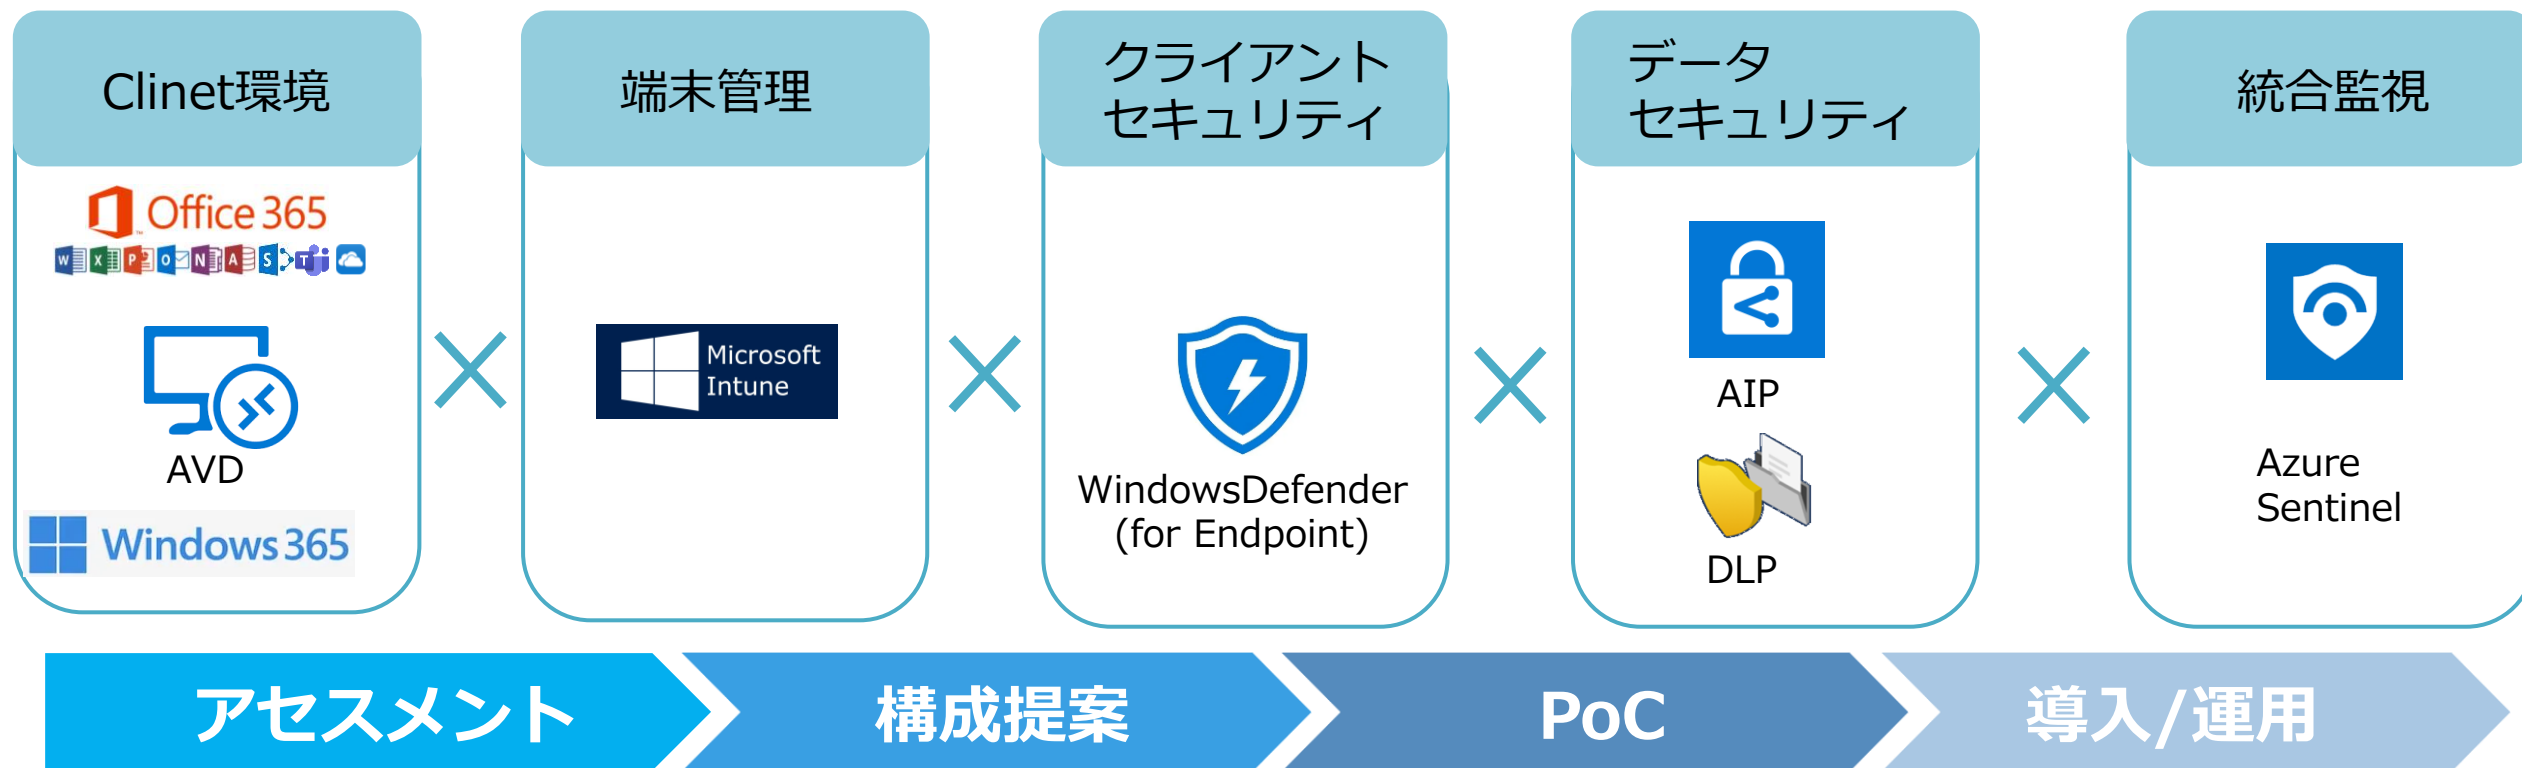 Clinet環境
Office 365
W X P O N A S T
AVD
Windows 365
端末管理
Microsoft
Intune
クライアント
セキュリティ
WindowsDefender
(for Endpoint)
データ
セキュリティ
AIP
DLP
統合監視
Azure
Sentinel
アセスメント
構成提案
PoC
導入/運用